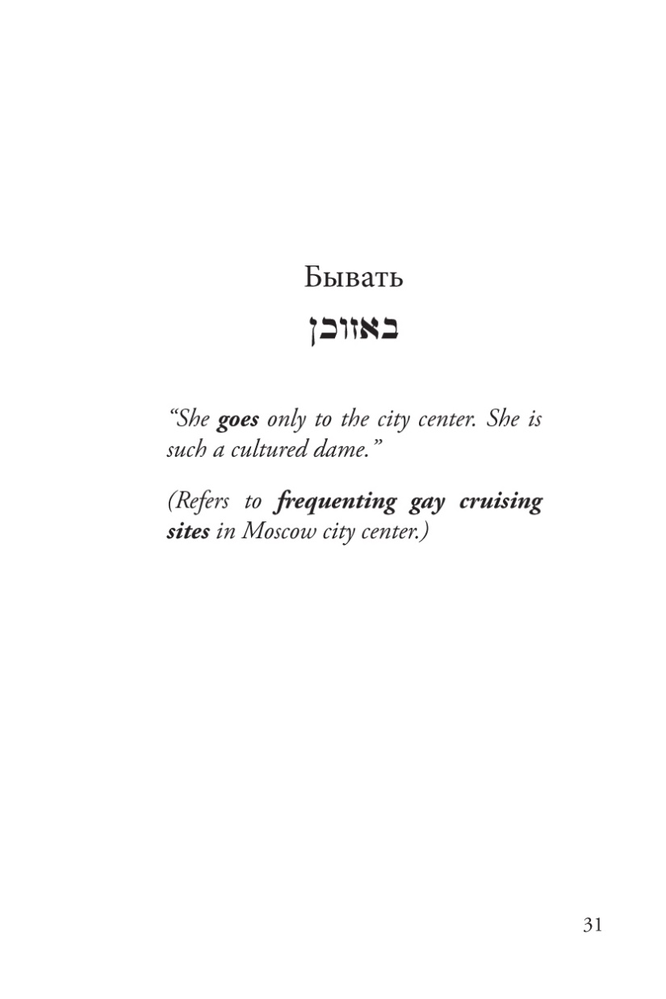 Бывать
באזוכן
“She goes only to the city center. She is
such a cultured dame.”
(Refers to frequenting gay cruising
sites in Moscow city center.)
31